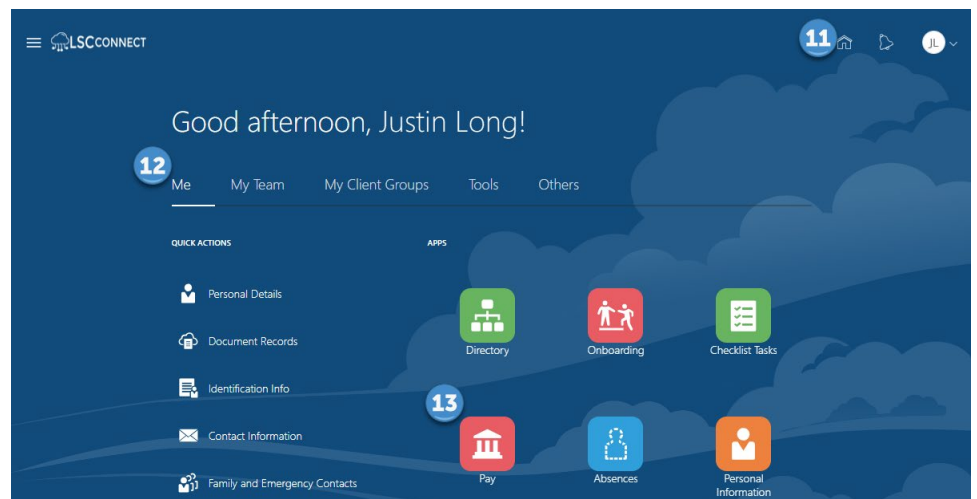 LSCCONNECT
11
JL
Good afternoon, Justin Long!
12
Me My Team My Client Groups Tools Others
QUICK ACTIONS APPS
Personal Details
Document Records
Directory Onboarding Checklist Tasks
Identification Info
13
Contact Information
Family and Emergency Contacts
Pay Absences Personal
Information